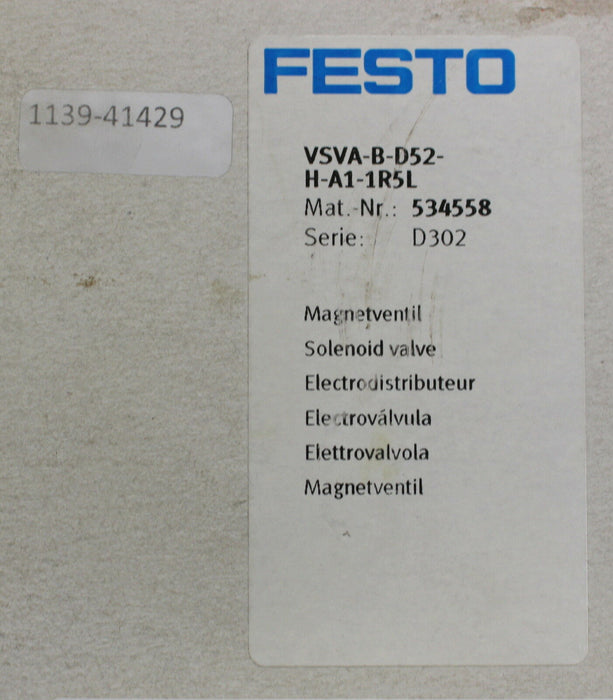 FESTO
1139-41429
VSVA-B-D52-
H-A1-1R5L
Mat.-Nr.: 534558
Serie: D302
Magnetventil
Solenoid valve
Electrodistributeur
Electroválvula
Elettrovalvola
Magnetventil